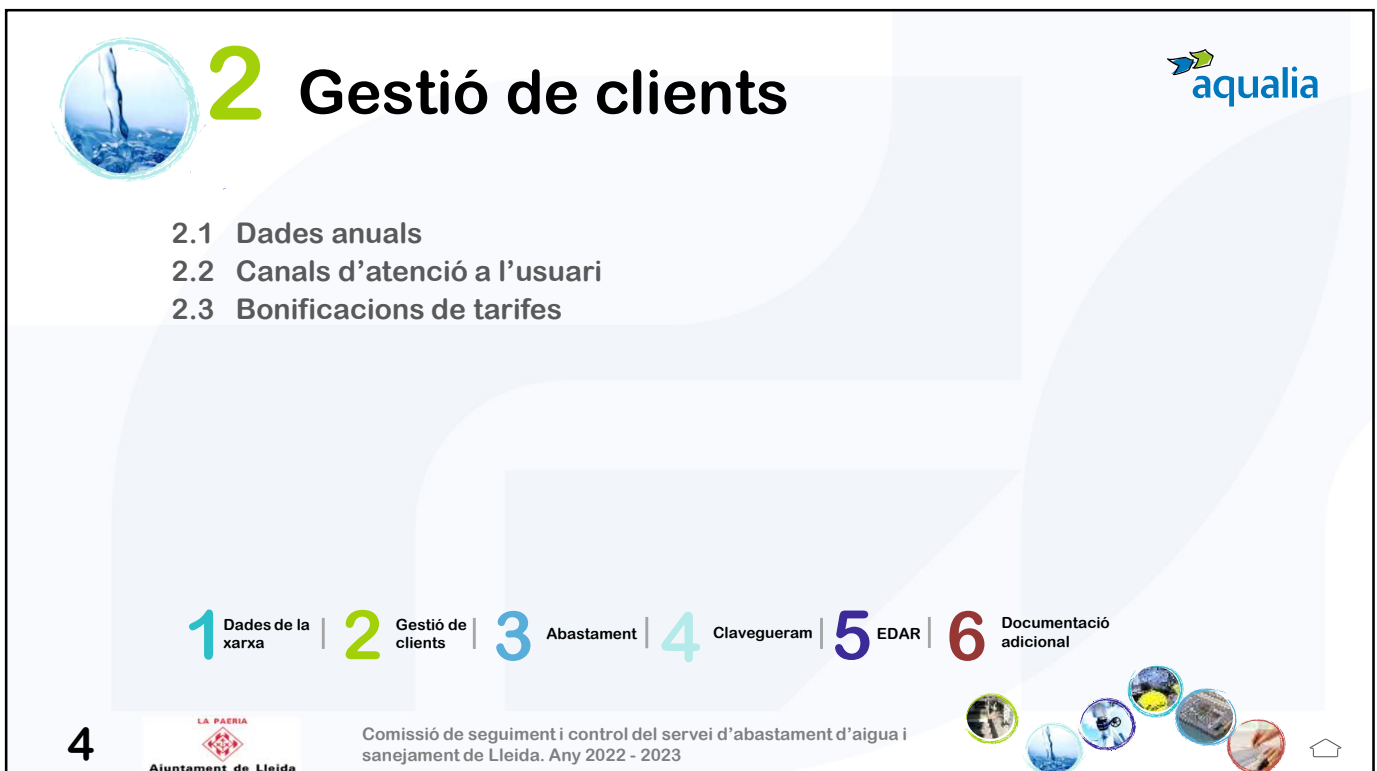 2 Gestió de clients
aqualia
2.1 Dades anuals
2.2 Canals d’atenció a l’usuari
2.3 Bonificacions de tarifes
1 Dades de la
xarxa
2 Gestió de
clients
3 Abastament
4 Clavegueram
5 EDAR
6 Documentació
adicional
4
LA PAERIA
Ajuntament de Lleida
Comissió de seguiment i control del servei d’abastament d’aigua i
sanejament de Lleida. Any 2022 - 2023